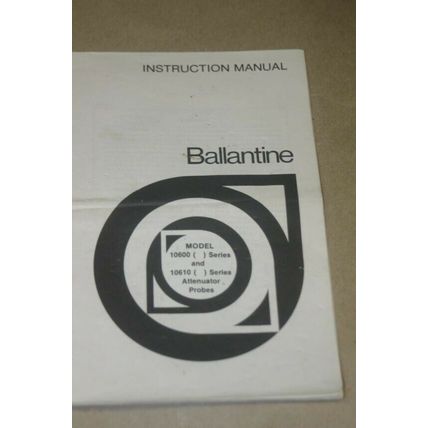 INSTRUCTION MANUAL
Ballantine
MODEL
10600 ( ) Series
and
10610 ( ) Series
Attenuator
Probes